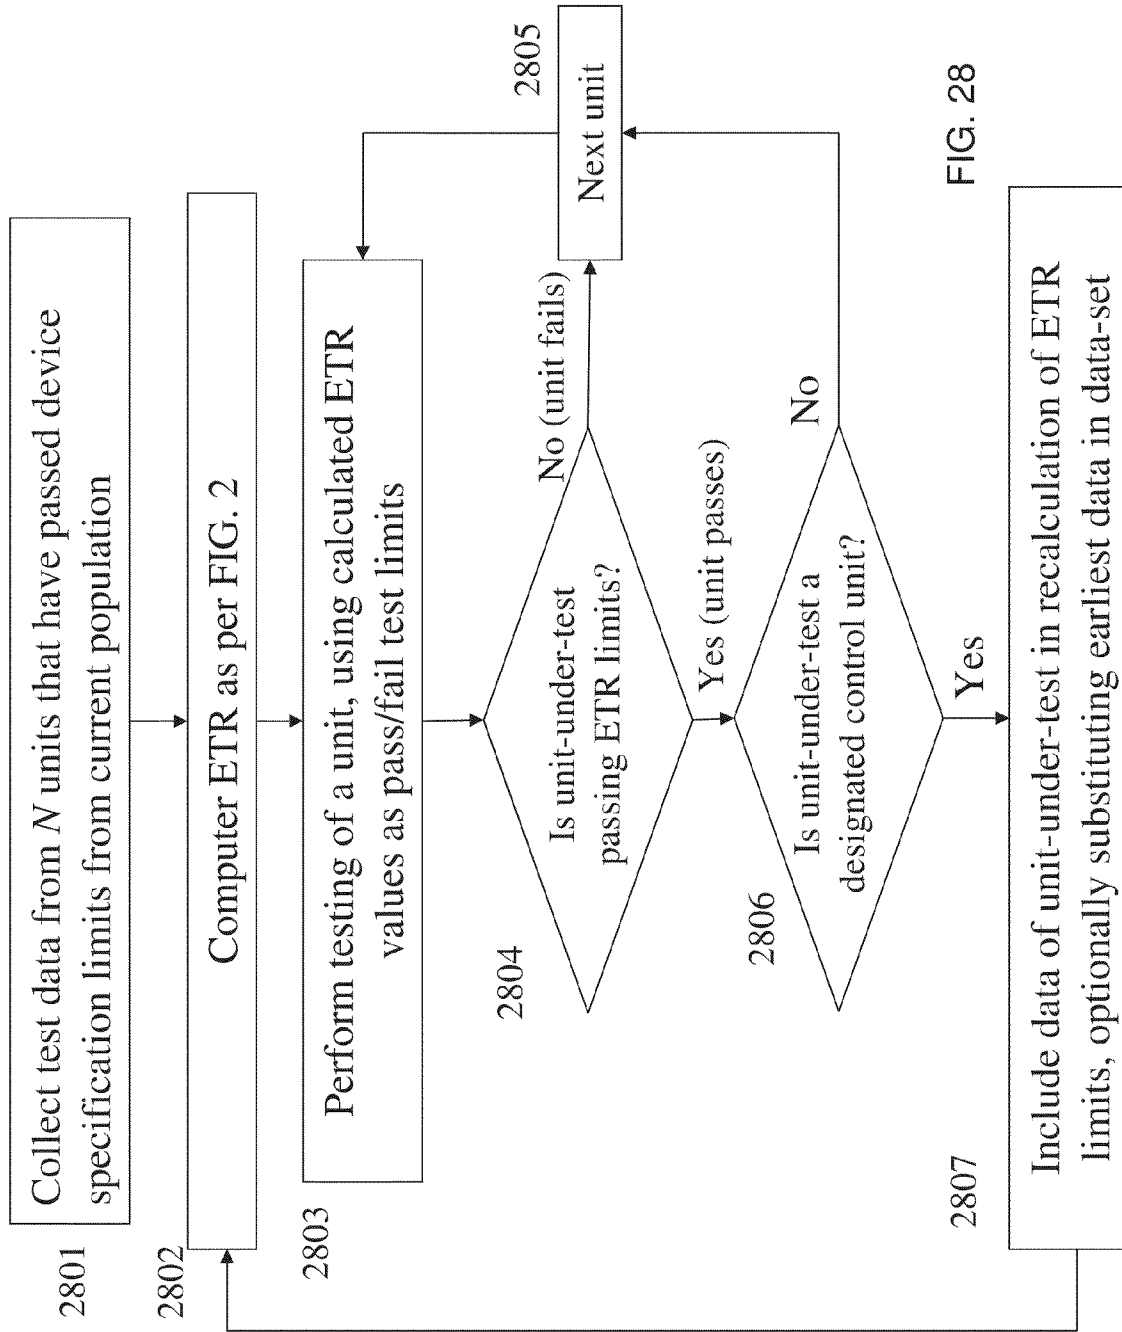 2801
Collect test data from N units that have passed device
specification limits from current population
2802
Computer ETR as per FIG. 2
2803
Perform testing of a unit, using calculated ETR
values as pass/fail test limits
2804
Is unit-under-test
passing ETR limits?
No (unit fails)
2805
Next unit
Yes (unit passes)
2806
Is unit-under-test a
designated control unit?
No
Yes
2807
Include data of unit-under-test in recalculation of ETR
limits, optionally substituting earliest data in data-set
FIG. 28